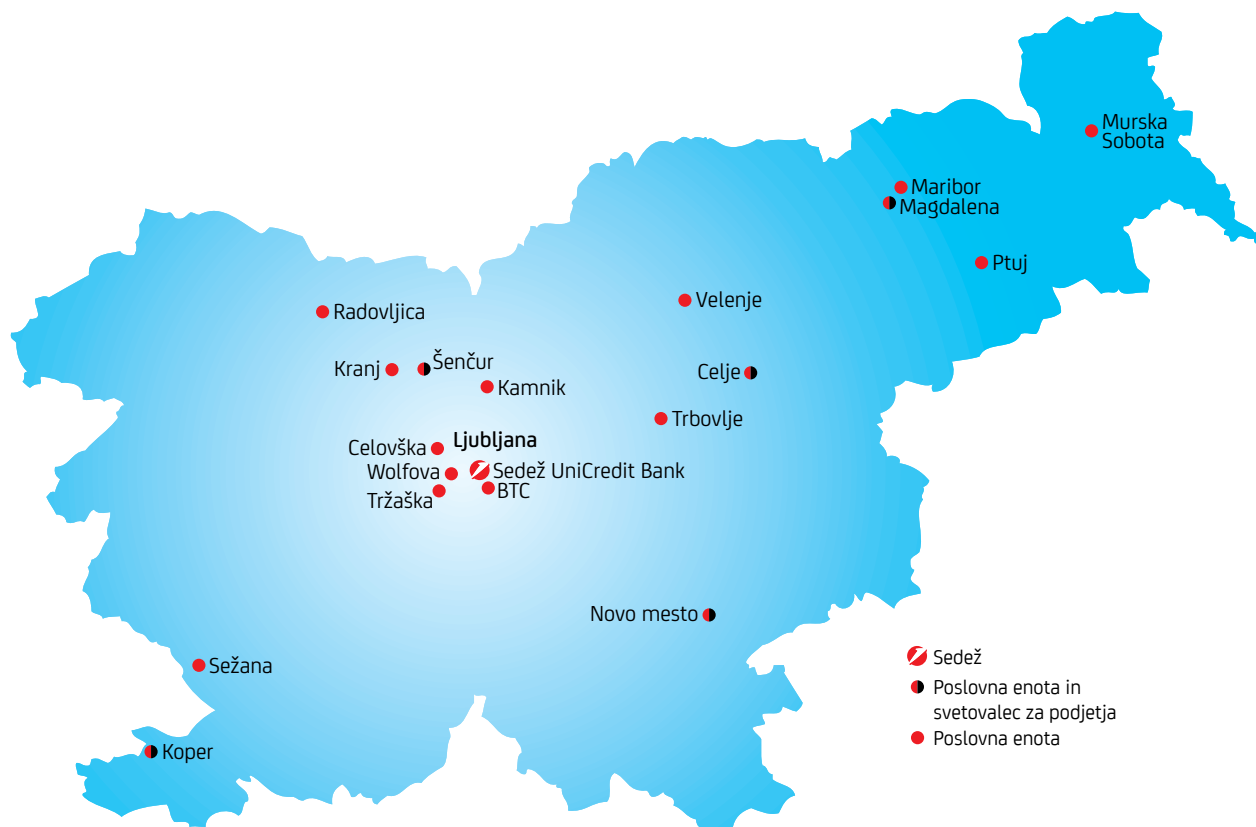 Murska
Sobota
Maribor
Magdalena
Ptuj
Velenje
Radovljica
Šenčur
Kranj
Celje
Kamnik
Trbovlje
Ljubljana
Celovška
Wolfova
Sedež UniCredit Bank
BTC
Tržaška
Novo mesto
Sežana
Koper
Sedež
Poslovna enota in
svetovalec za podjetja
Poslovna enota